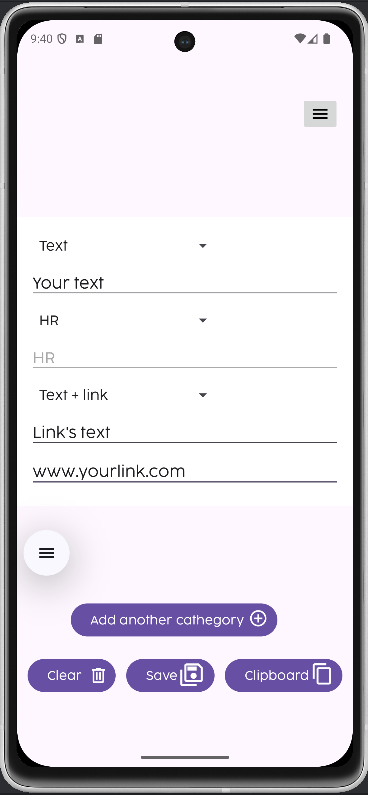 9:40
Text
Your text
HR
HR
Text + link
Link's text
www.yourlink.com
Add another cathegory
Clear
Save
Clipboard